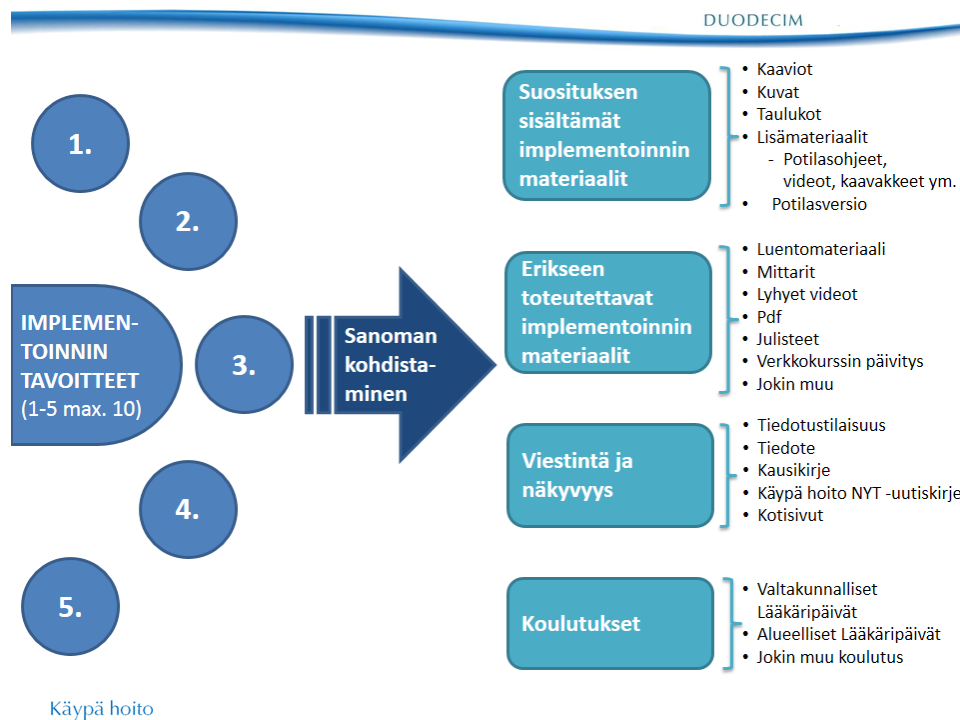 DUODECIM
1.
2.
IMPLEMEN-
TOINNIN
TAVOITTEET
(1-5 max. 10)
3.
4.
5.
Sanoman
kohdista-
minen
Suosituksen
sisältämät
implementoinnin
materiaalit
• Kaaviot
• Kuvat
• Taulukot
• Lisämateriaalit
- Potilasohjeet,
videot, kaavakkeet ym.
• Potilasversio
Erikseen
toteutettavat
implementoinnin
materiaalit
• Luentomateriaali
• Mittarit
• Lyhyet videot
• Pdf
• Julisteet
• Verkkokurssin päivitys
• Jokin muu
Viestintä ja
näkyvyys
• Tiedotustilaisuus
• Tiedote
• Kausikirje
• Käypä hoito NYT -uutiskirje
• Kotisivut
Koulutukset
• Valtakunnalliset
Lääkäripäivät
• Alueelliset Lääkäripäivät
• Jokin muu koulutus
Käypä hoito